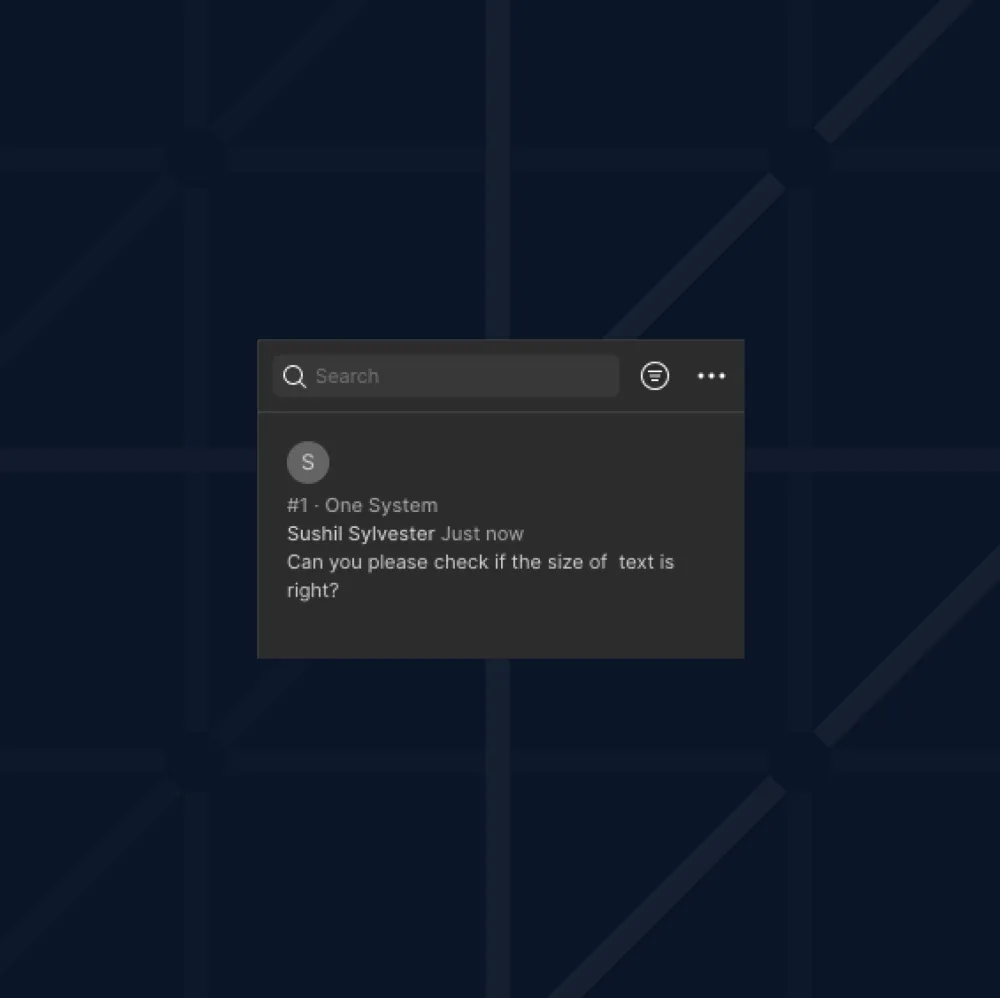 Search
S
#1 · One System
Sushil Sylvester Just now
Can you please check if the size of  text is
right?